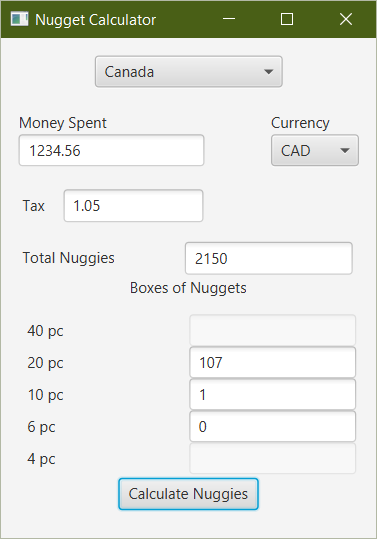 Nugget Calculator
Canada
Money Spent Currency
1234.56 CAD
Tax 1.05
Total Nuggies 2150
Boxes of Nuggets
40 pc
20 pc 107
10 pc 1
6 pc 0
4 pc
Calculate Nuggies